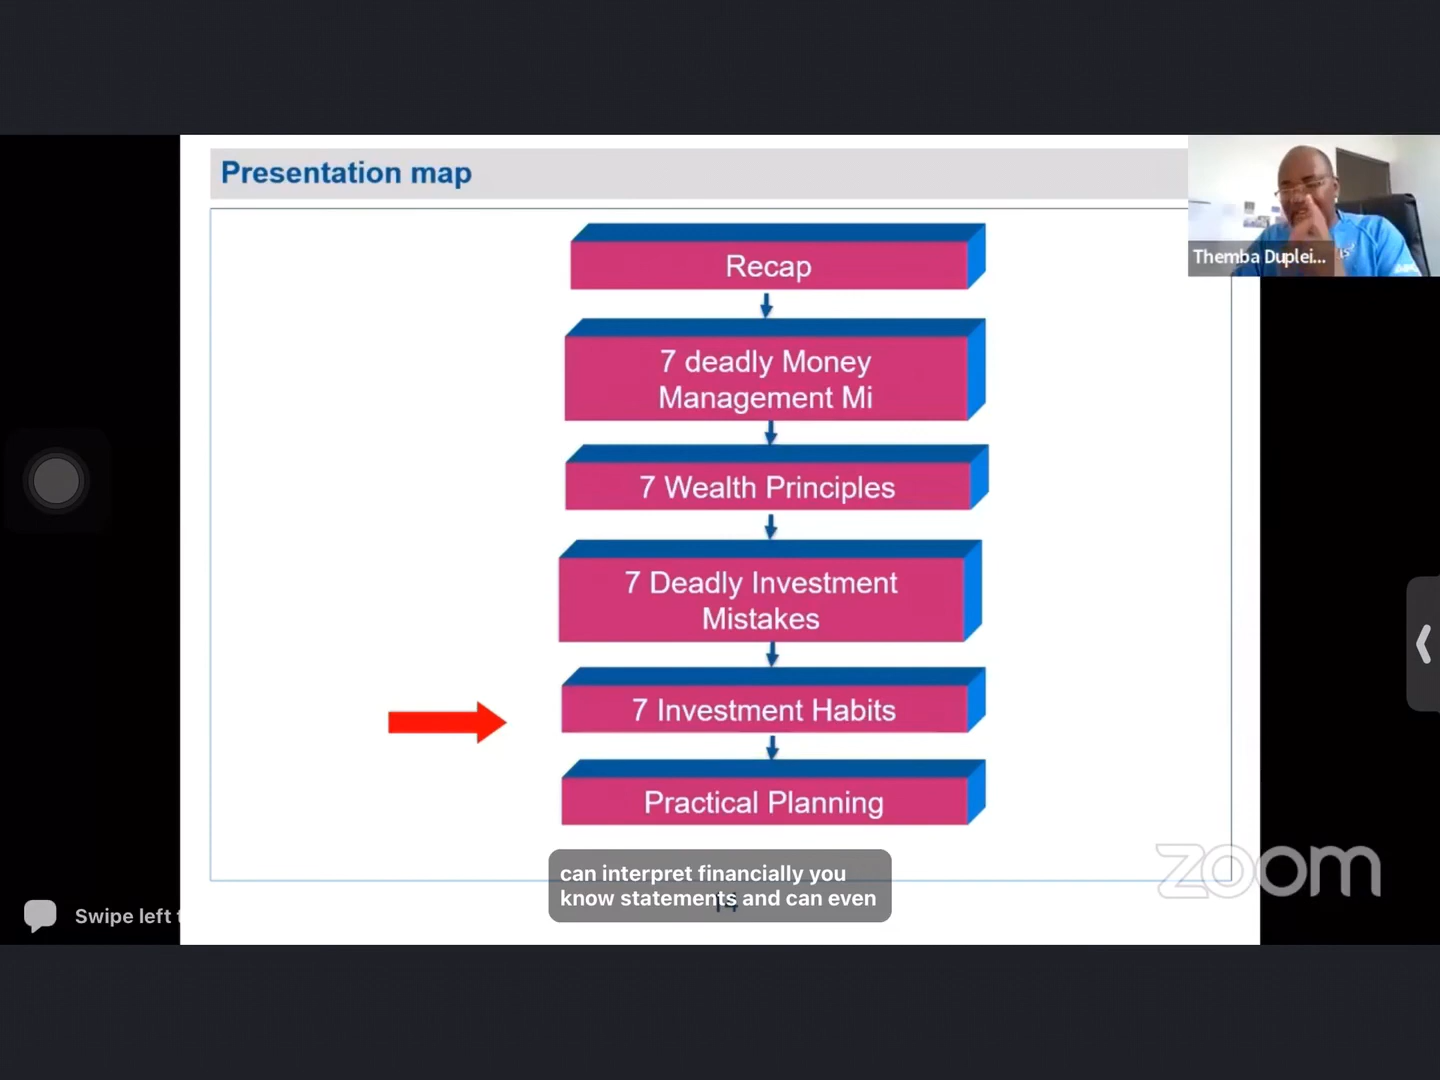 Presentation map
Themba Duplei...
Recap
7 deadly Money
Management Mi
7 Wealth Principles
7 Deadly Investment
Mistakes
7 Investment Habits
Practical Planning
zoom
can interpret financially you
know statements and can even
14
Swipe left